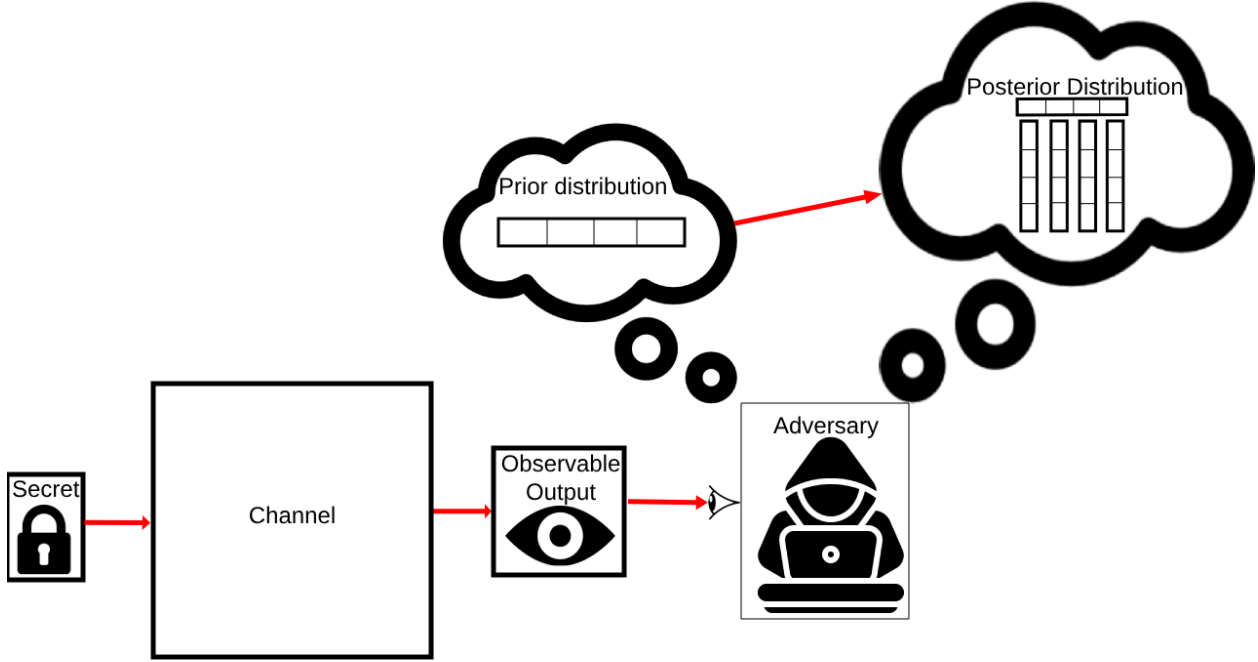 Posterior Distribution
Prior distribution
Adversary
Secret
Channel
Observable
Output